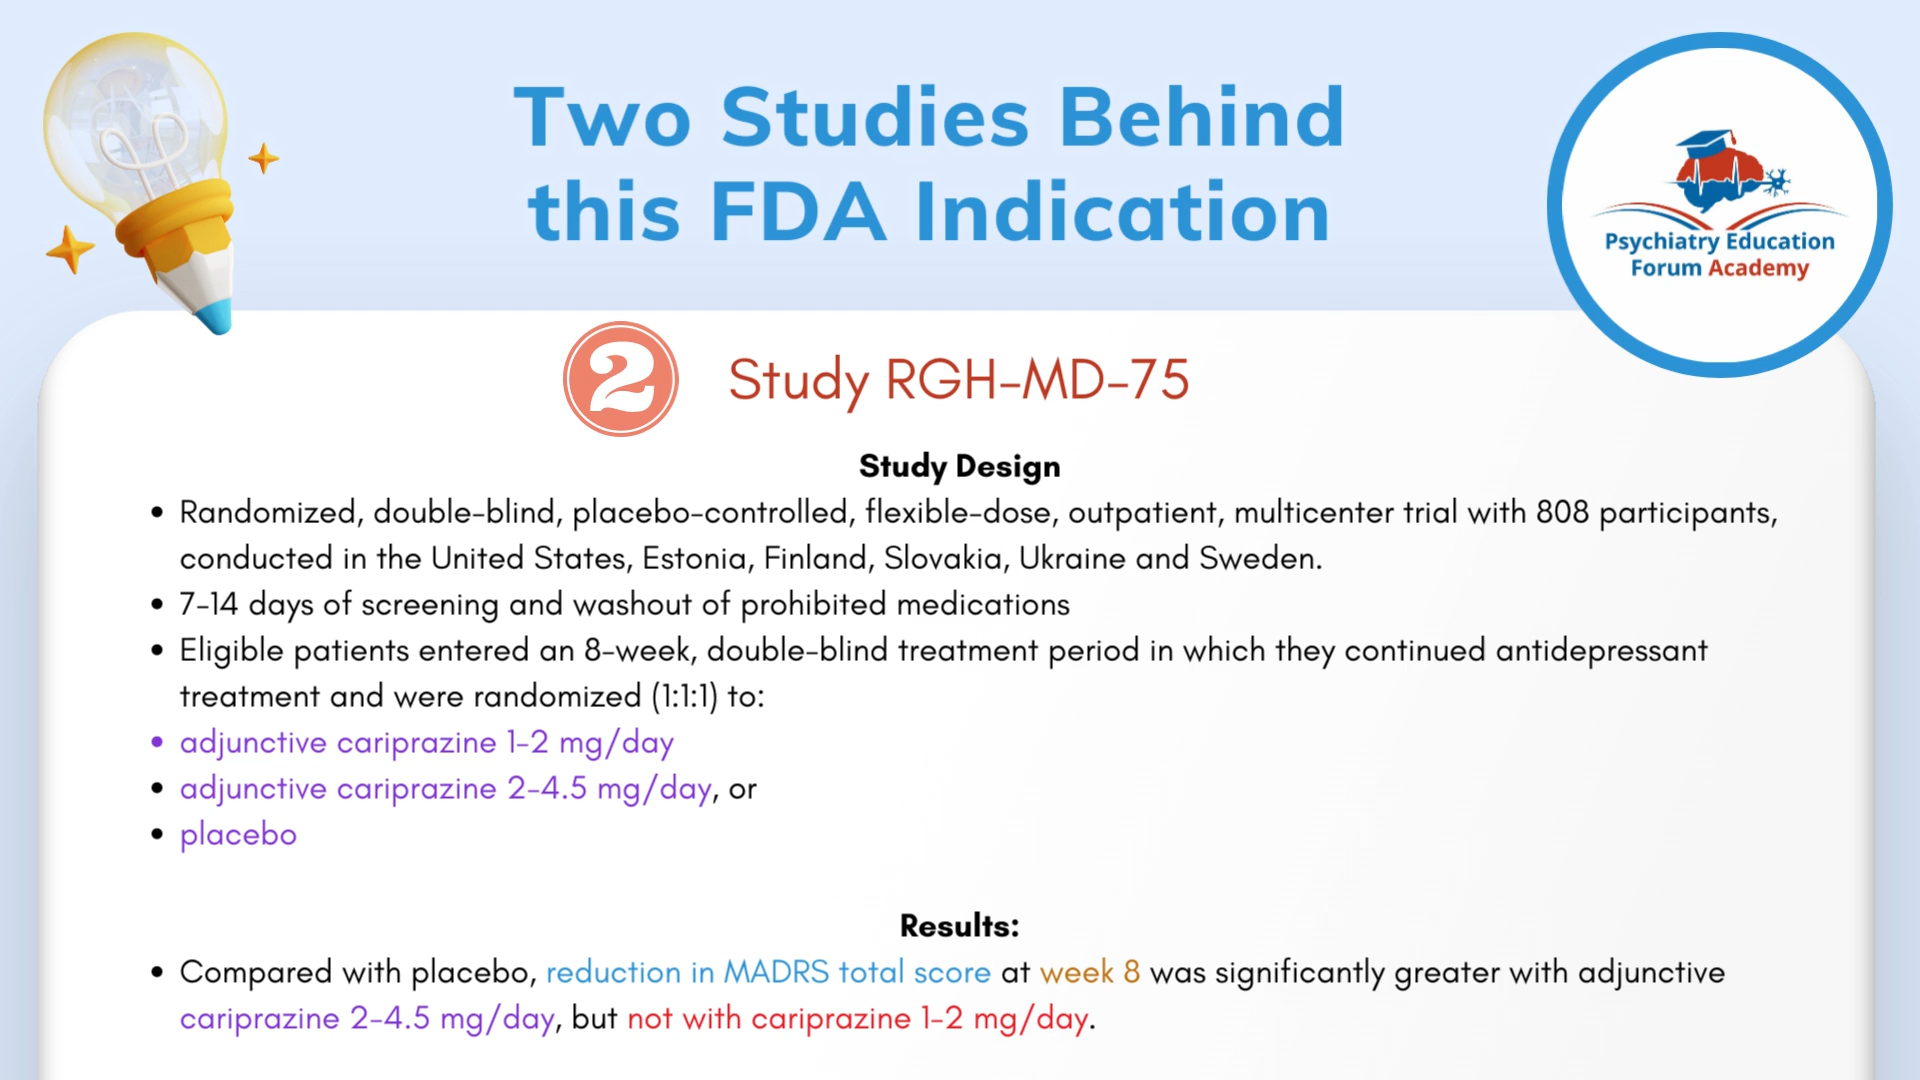 Two Studies Behind
this FDA Indication
Psychiatry Education
Forum Academy
2 Study RGH-MD-75
Study Design
• Randomized, double-blind, placebo-controlled, flexible-dose, outpatient, multicenter trial with 808 participants,
conducted in the United States, Estonia, Finland, Slovakia, Ukraine and Sweden.
• 7-14 days of screening and washout of prohibited medications
• Eligible patients entered an 8-week, double-blind treatment period in which they continued antidepressant
treatment and were randomized (1:1:1) to:
• adjunctive cariprazine 1-2 mg/day
• adjunctive cariprazine 2-4.5 mg/day, or
• placebo
Results:
• Compared with placebo, reduction in MADRS total score at week 8 was significantly greater with adjunctive
cariprazine 2-4.5 mg/day, but not with cariprazine 1-2 mg/day.